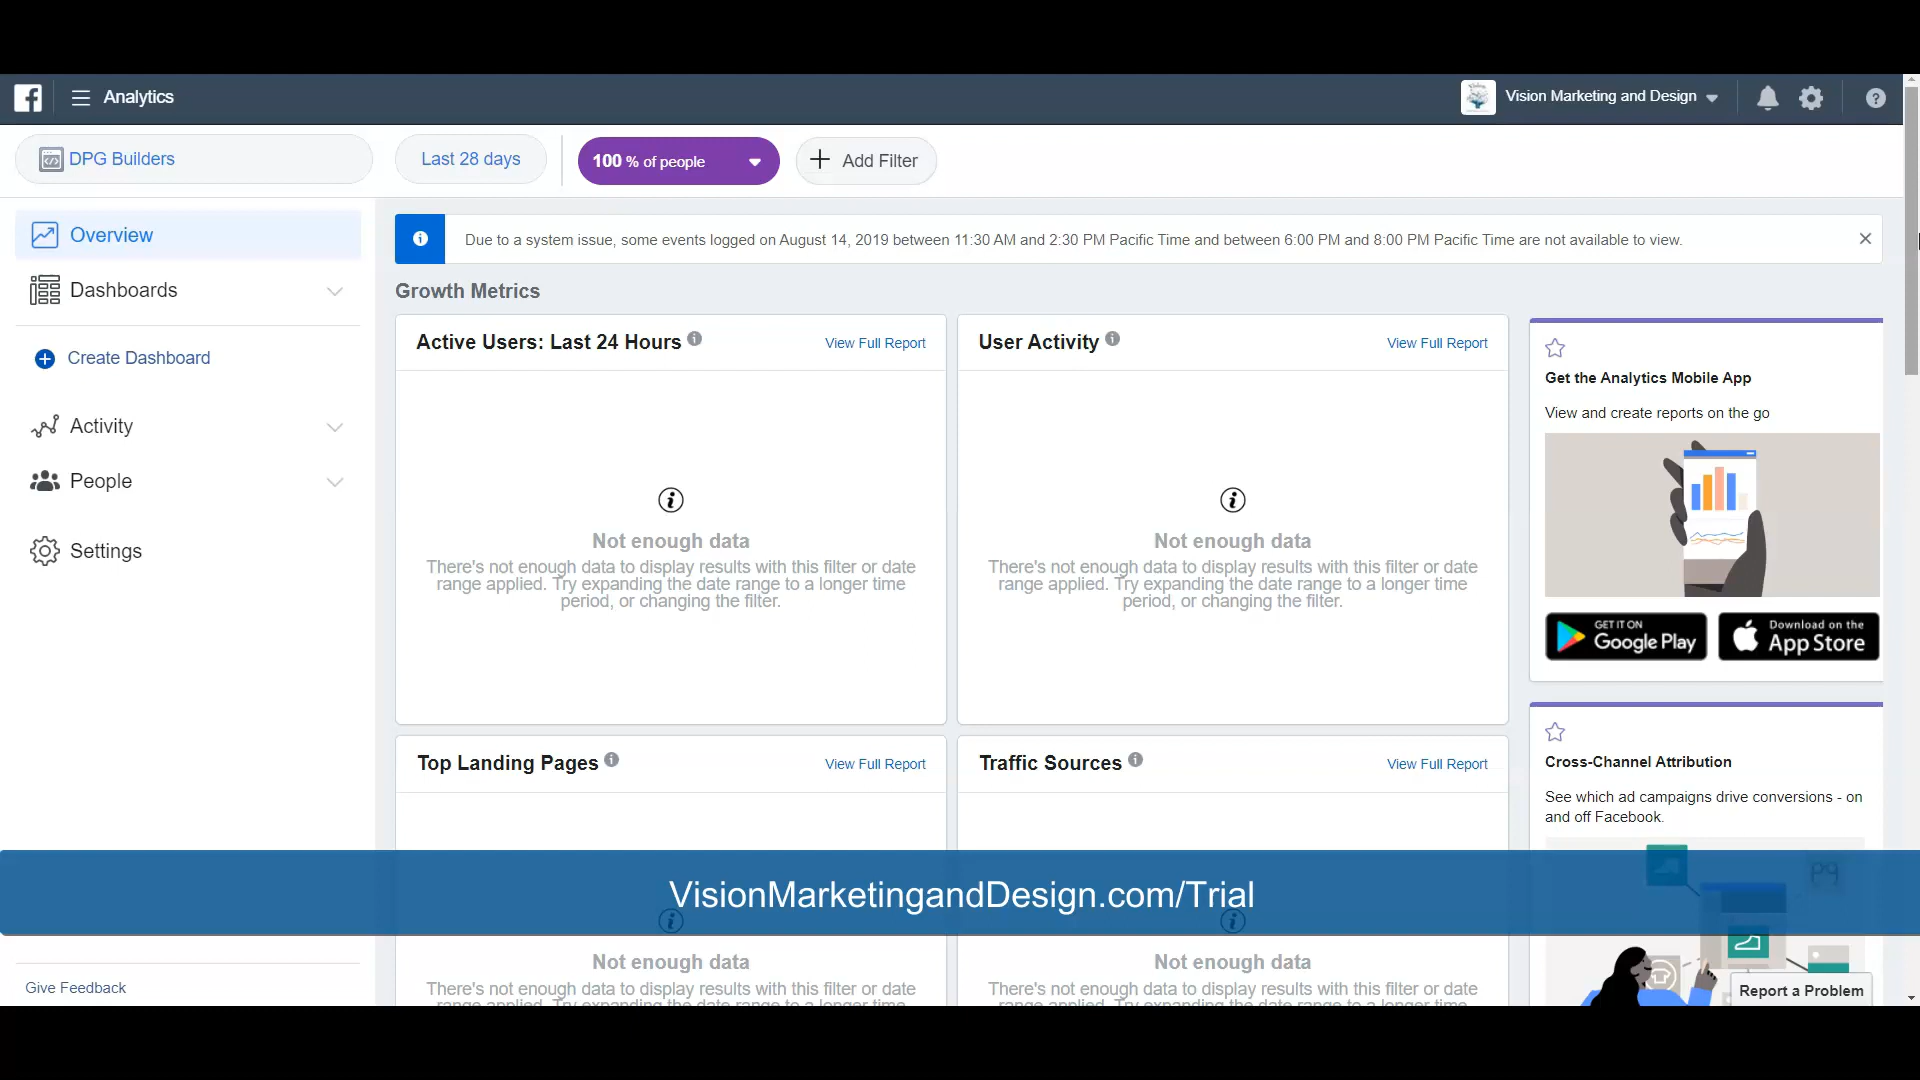 Analytics
Vision Marketing and Design
DPG Builders
Last 28 days
100 % of people
Add Filter
Overview
Dashboards
Create Dashboard
Activity
People
Settings
Give Feedback
Due to a system issue, some events logged on August 14, 2019 between 11:30 AM and 2:30 PM Pacific Time and between 6:00 PM and 8:00 PM Pacific Time are not available to view.
Growth Metrics
Active Users: Last 24 Hours
View Full Report
Not enough data
There's not enough data to display results with this filter or date
range applied. Try expanding the date range to a longer time
period, or changing the filter.
User Activity
View Full Report
Not enough data
There's not enough data to display results with this filter or date
range applied. Try expanding the date range to a longer time
period, or changing the filter.
Get the Analytics Mobile App
View and create reports on the go
GET IT ON
Google Play
Download on the
App Store
Top Landing Pages
View Full Report
Not enough data
There's not enough data to display results with this filter or date
range applied. Try expanding the date range to a longer time
Traffic Sources
View Full Report
Not enough data
There's not enough data to display results with this filter or date
range applied. Try expanding the date range to a longer time
Cross-Channel Attribution
See which ad campaigns drive conversions - on
and off Facebook.
VisionMarketingandDesign.com/Trial
Report a Problem